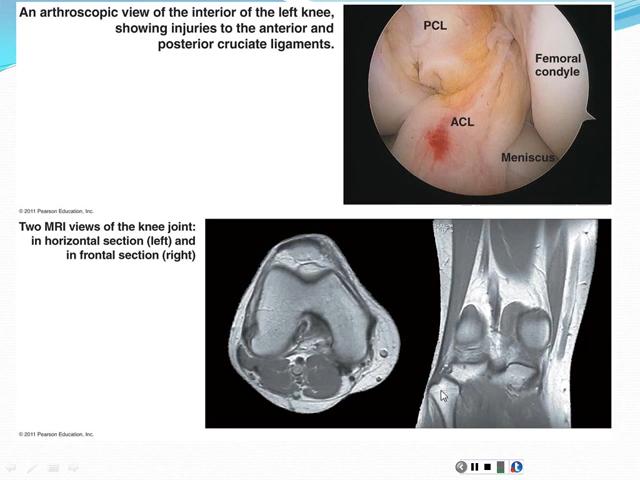 An arthroscopic view of the interior of the left knee,
showing injuries to the anterior and
posterior cruciate ligaments.
PCL
Femoral
condyle
ACL
Meniscus
© 2011 Pearson Education, Inc.
Two MRI views of the knee joint:
in horizontal section (left) and
in frontal section (right)
© 2011 Pearson Education, Inc.